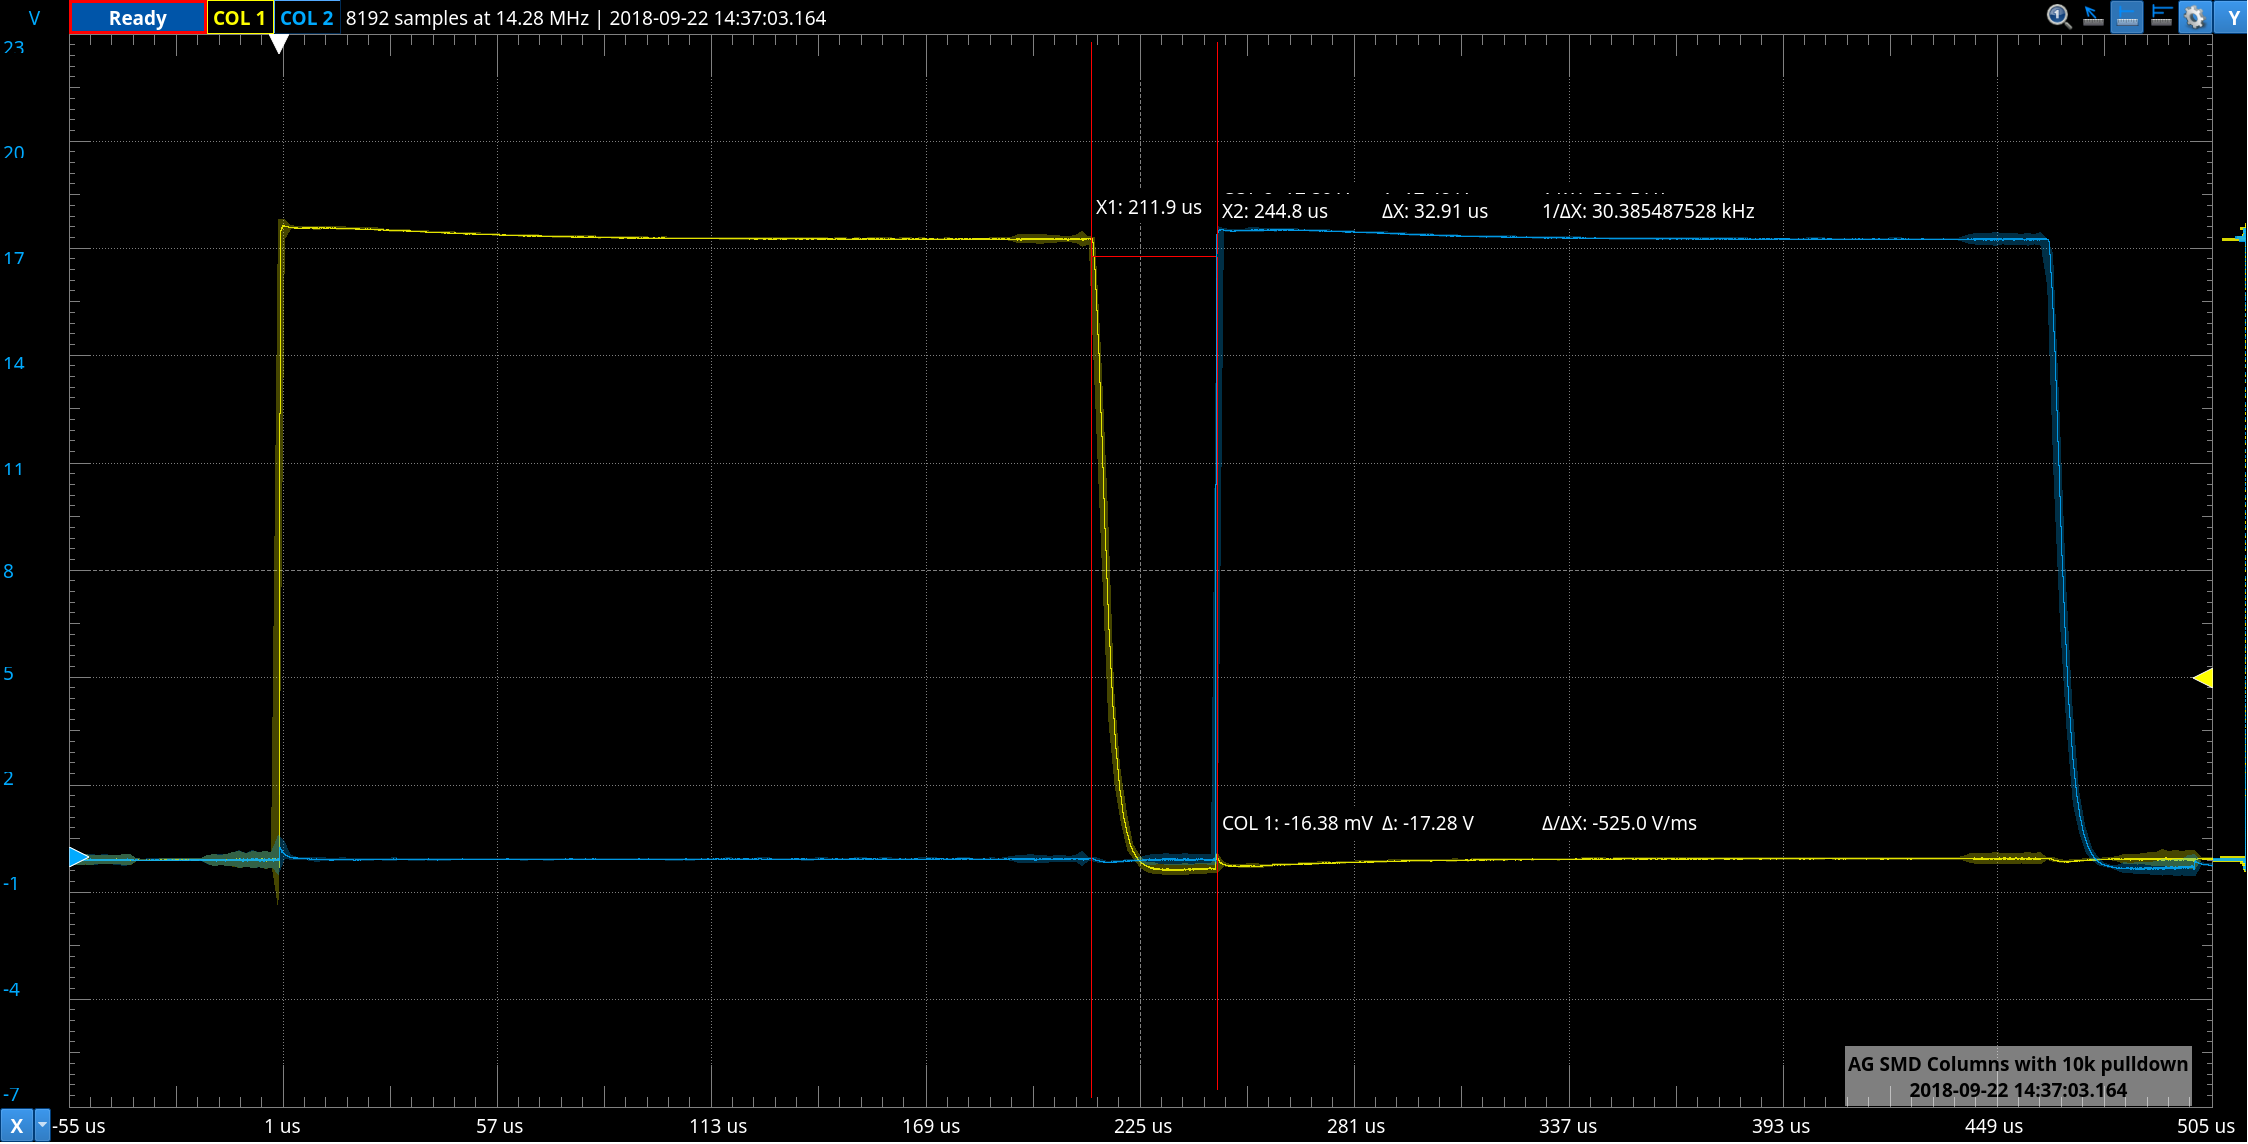 V Ready COL 1 COL 2 8192 samples at 14.28 MHz | 2018-09-22 14:37:03.164 Y
23
20
X1: 211.9 us X2: 244.8 us ΔX: 32.91 us 1/ΔX: 30.385487528 kHz
17
14
11
8
5
2
COL 1: -16.38 mV Δ: -17.28 V Δ/ΔX: -525.0 V/ms
-1
-4
AG SMD Columns with 10k pulldown
2018-09-22 14:37:03.164
-7
X -55 us 1 us 57 us 113 us 169 us 225 us 281 us 337 us 393 us 449 us 505 us